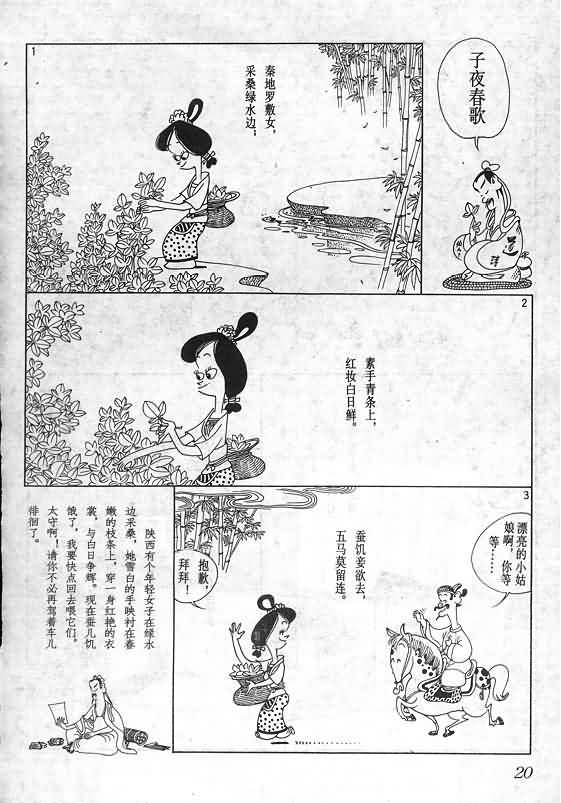 子夜春歌
1
秦地罗敷女，
采桑绿水边；
2
素手青条上，
红妆白日鲜。
3
漂亮的小姑
娘啊，你等
等……
蚕饥妾欲去，
五马莫留连。
抱歉，
拜拜！
陕西有个年轻女子在绿水
边采桑，她雪白的手映衬在春
嫩的枝条上，穿一身红艳的衣
裳，与白日争辉。现在蚕儿饥
饿了，我要快点回去喂它们。
太守啊！请你不必再驾着车儿
徘徊了。
20